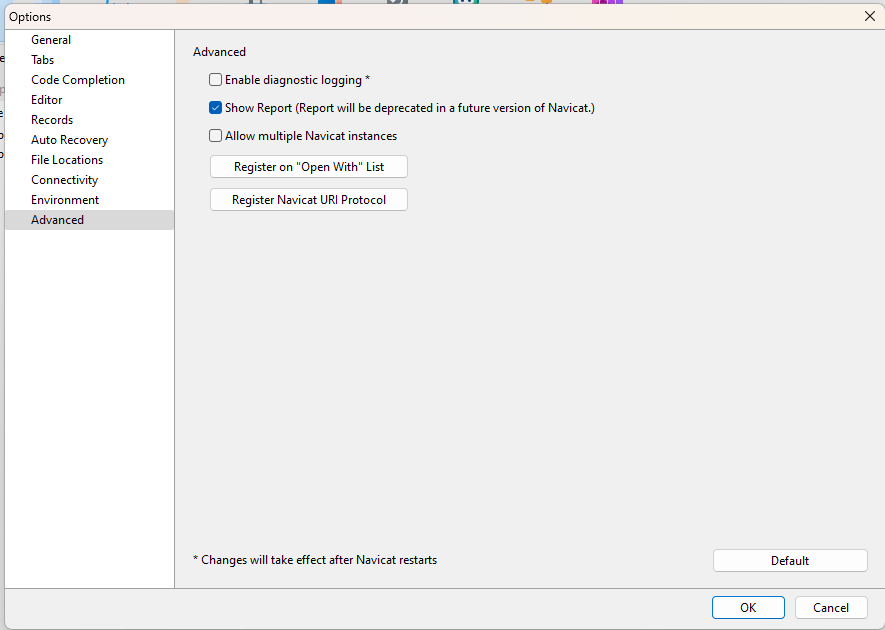 Options
General
Tabs
Code Completion
Editor
Records
Auto Recovery
File Locations
Connectivity
Environment
Advanced
Advanced
Enable diagnostic logging *
Show Report (Report will be deprecated in a future version of Navicat.)
Allow multiple Navicat instances
Register on "Open With" List
Register Navicat URI Protocol
* Changes will take effect after Navicat restarts
Default
OK
Cancel